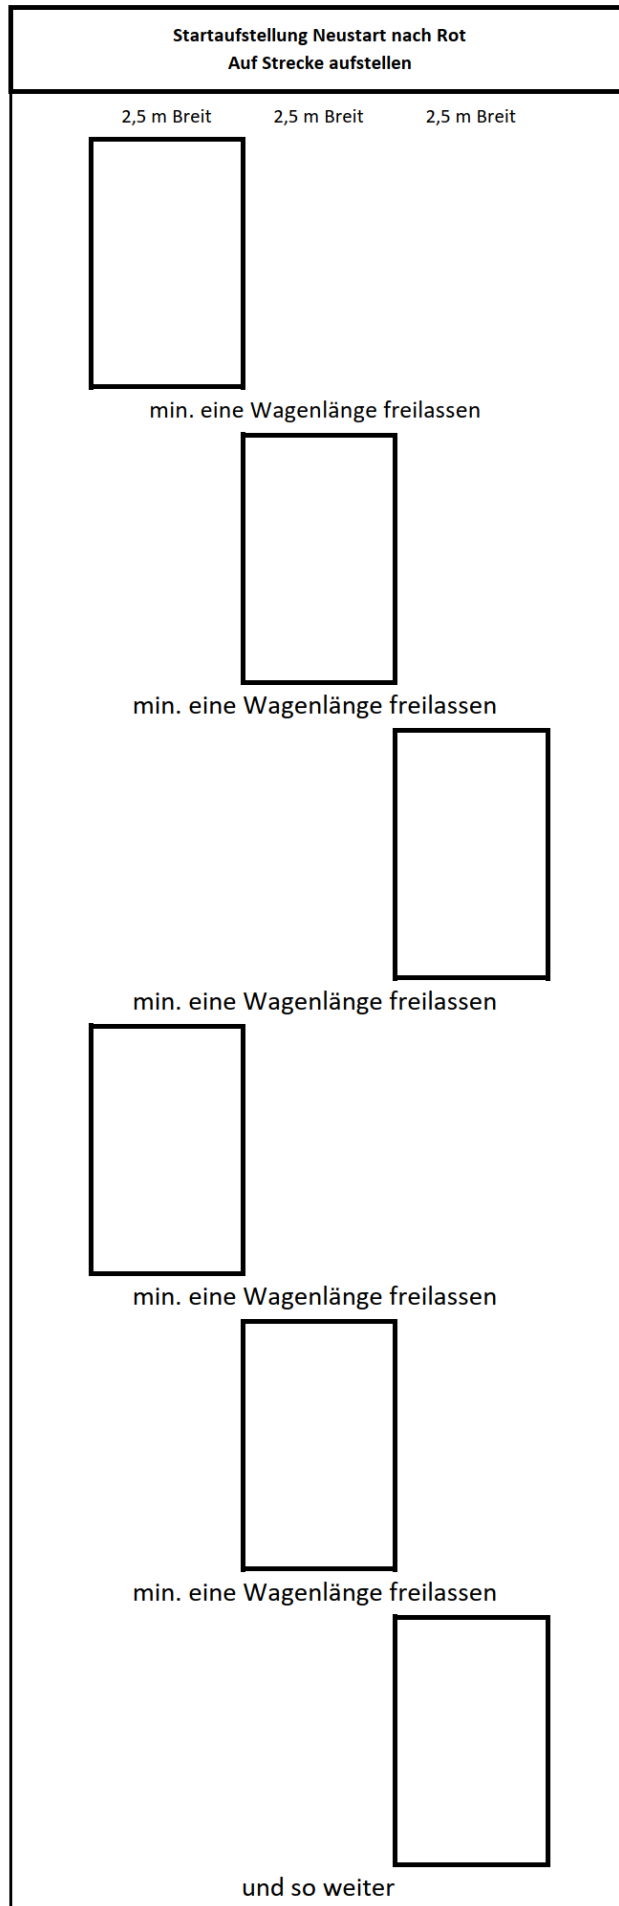 Startaufstellung Neustart nach Rot
Auf Strecke aufstellen
2,5 m Breit 2,5 m Breit 2,5 m Breit
min. eine Wagenlänge freilassen
min. eine Wagenlänge freilassen
min. eine Wagenlänge freilassen
min. eine Wagenlänge freilassen
min. eine Wagenlänge freilassen
und so weiter